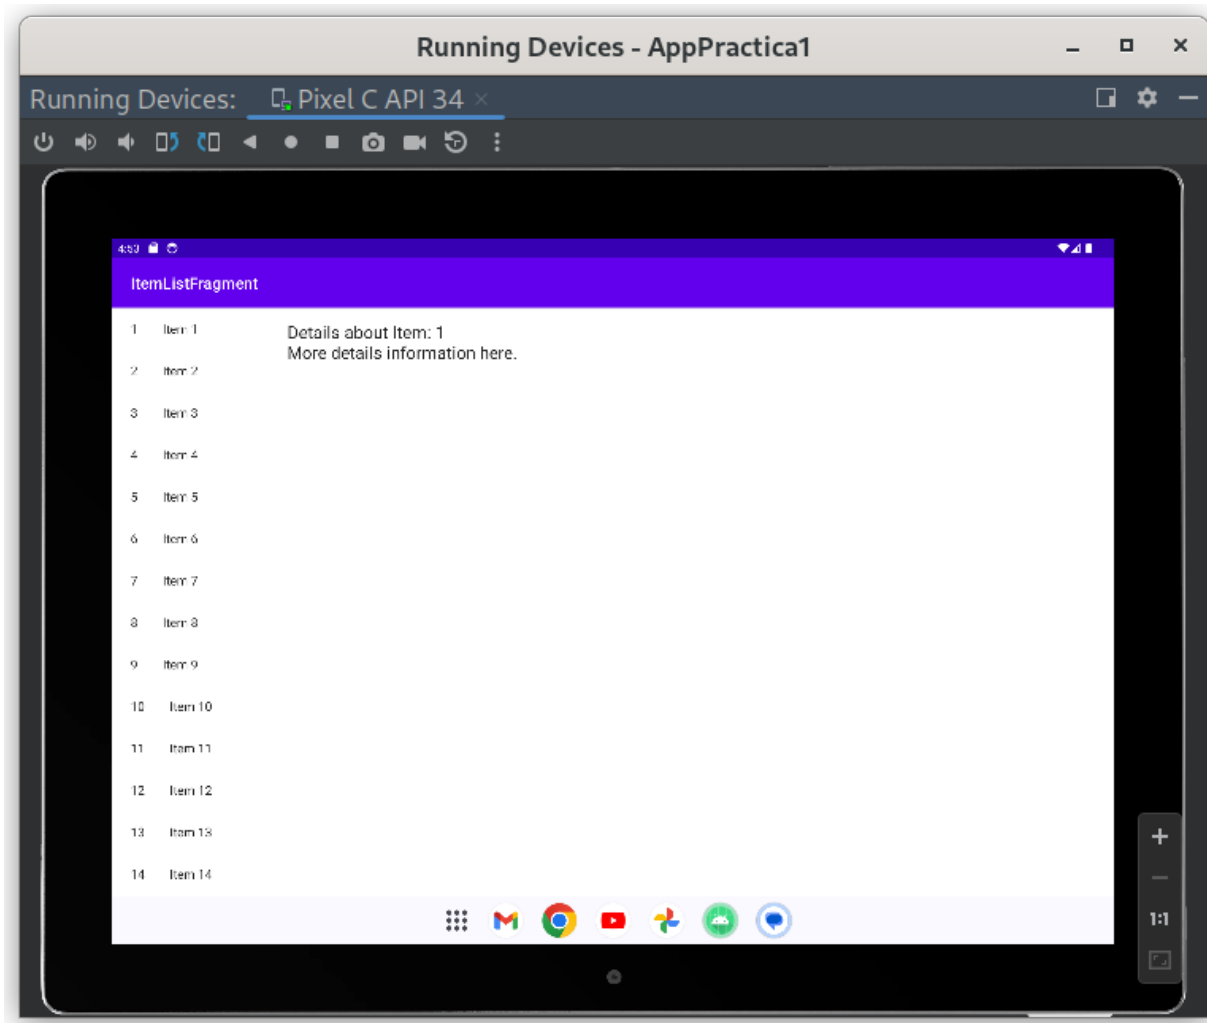 Running Devices - AppPractica1
Running Devices: Pixel C API 34
4:53
ItemListFragment
1 Item 1
2 Item 2
3 Item 3
4 Item 4
5 Item 5
6 Item 6
7 Item 7
8 Item 8
9 Item 9
10 Item 10
11 Item 11
12 Item 12
13 Item 13
14 Item 14
Details about Item: 1
More details information here.
1:1